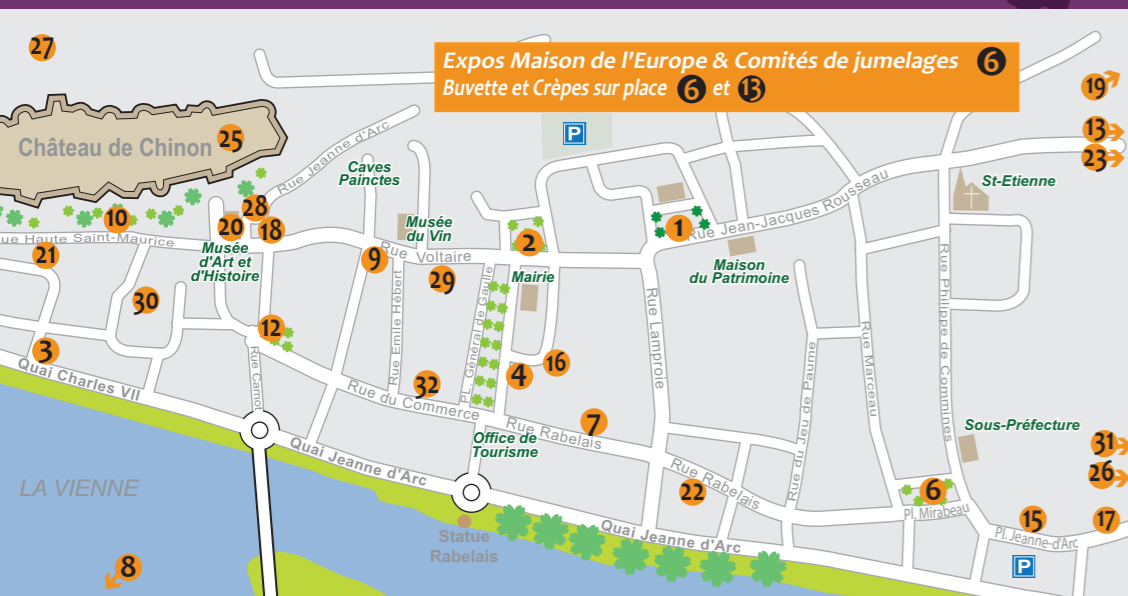 27
Expos Maison de l'Europe & Comités de jumelages 6
Buvette et Crèpes sur place 6 et 13
19
13
23
P
Château de Chinon 25
Rue Jeanne d'Arc
Caves
Painctes
St-Etienne
10
28
20
18
Rue Jean-Jacques Rousseau
1
ue Haute Saint-Maurice
Musée
d'Art et
d'Histoire
Musée
du Vin
2
21
9
Rue Voltaire
29
Mairie
Maison
du Patrimoine
30
Rue Emile Hébert
PL. Général de Gaulle
Rue Lamproie
Rue Philippe de Commines
12
3
Quai Charles VII
Rue Carnot
Rue Marceau
Rue du Jeu de Paume
16
4
32
Rue du Commerce
7
Rue Rabelais
Office de
Tourisme
Sous-Préfecture
31
26
Quai Jeanne d'Arc
Rue Rabelais
22
LA VIENNE
6
Pl. Mirabeau
15
17
Pl. Jeanne-d'Arc
Statue
Rabelais
Quai Jeanne d'Arc
8
P